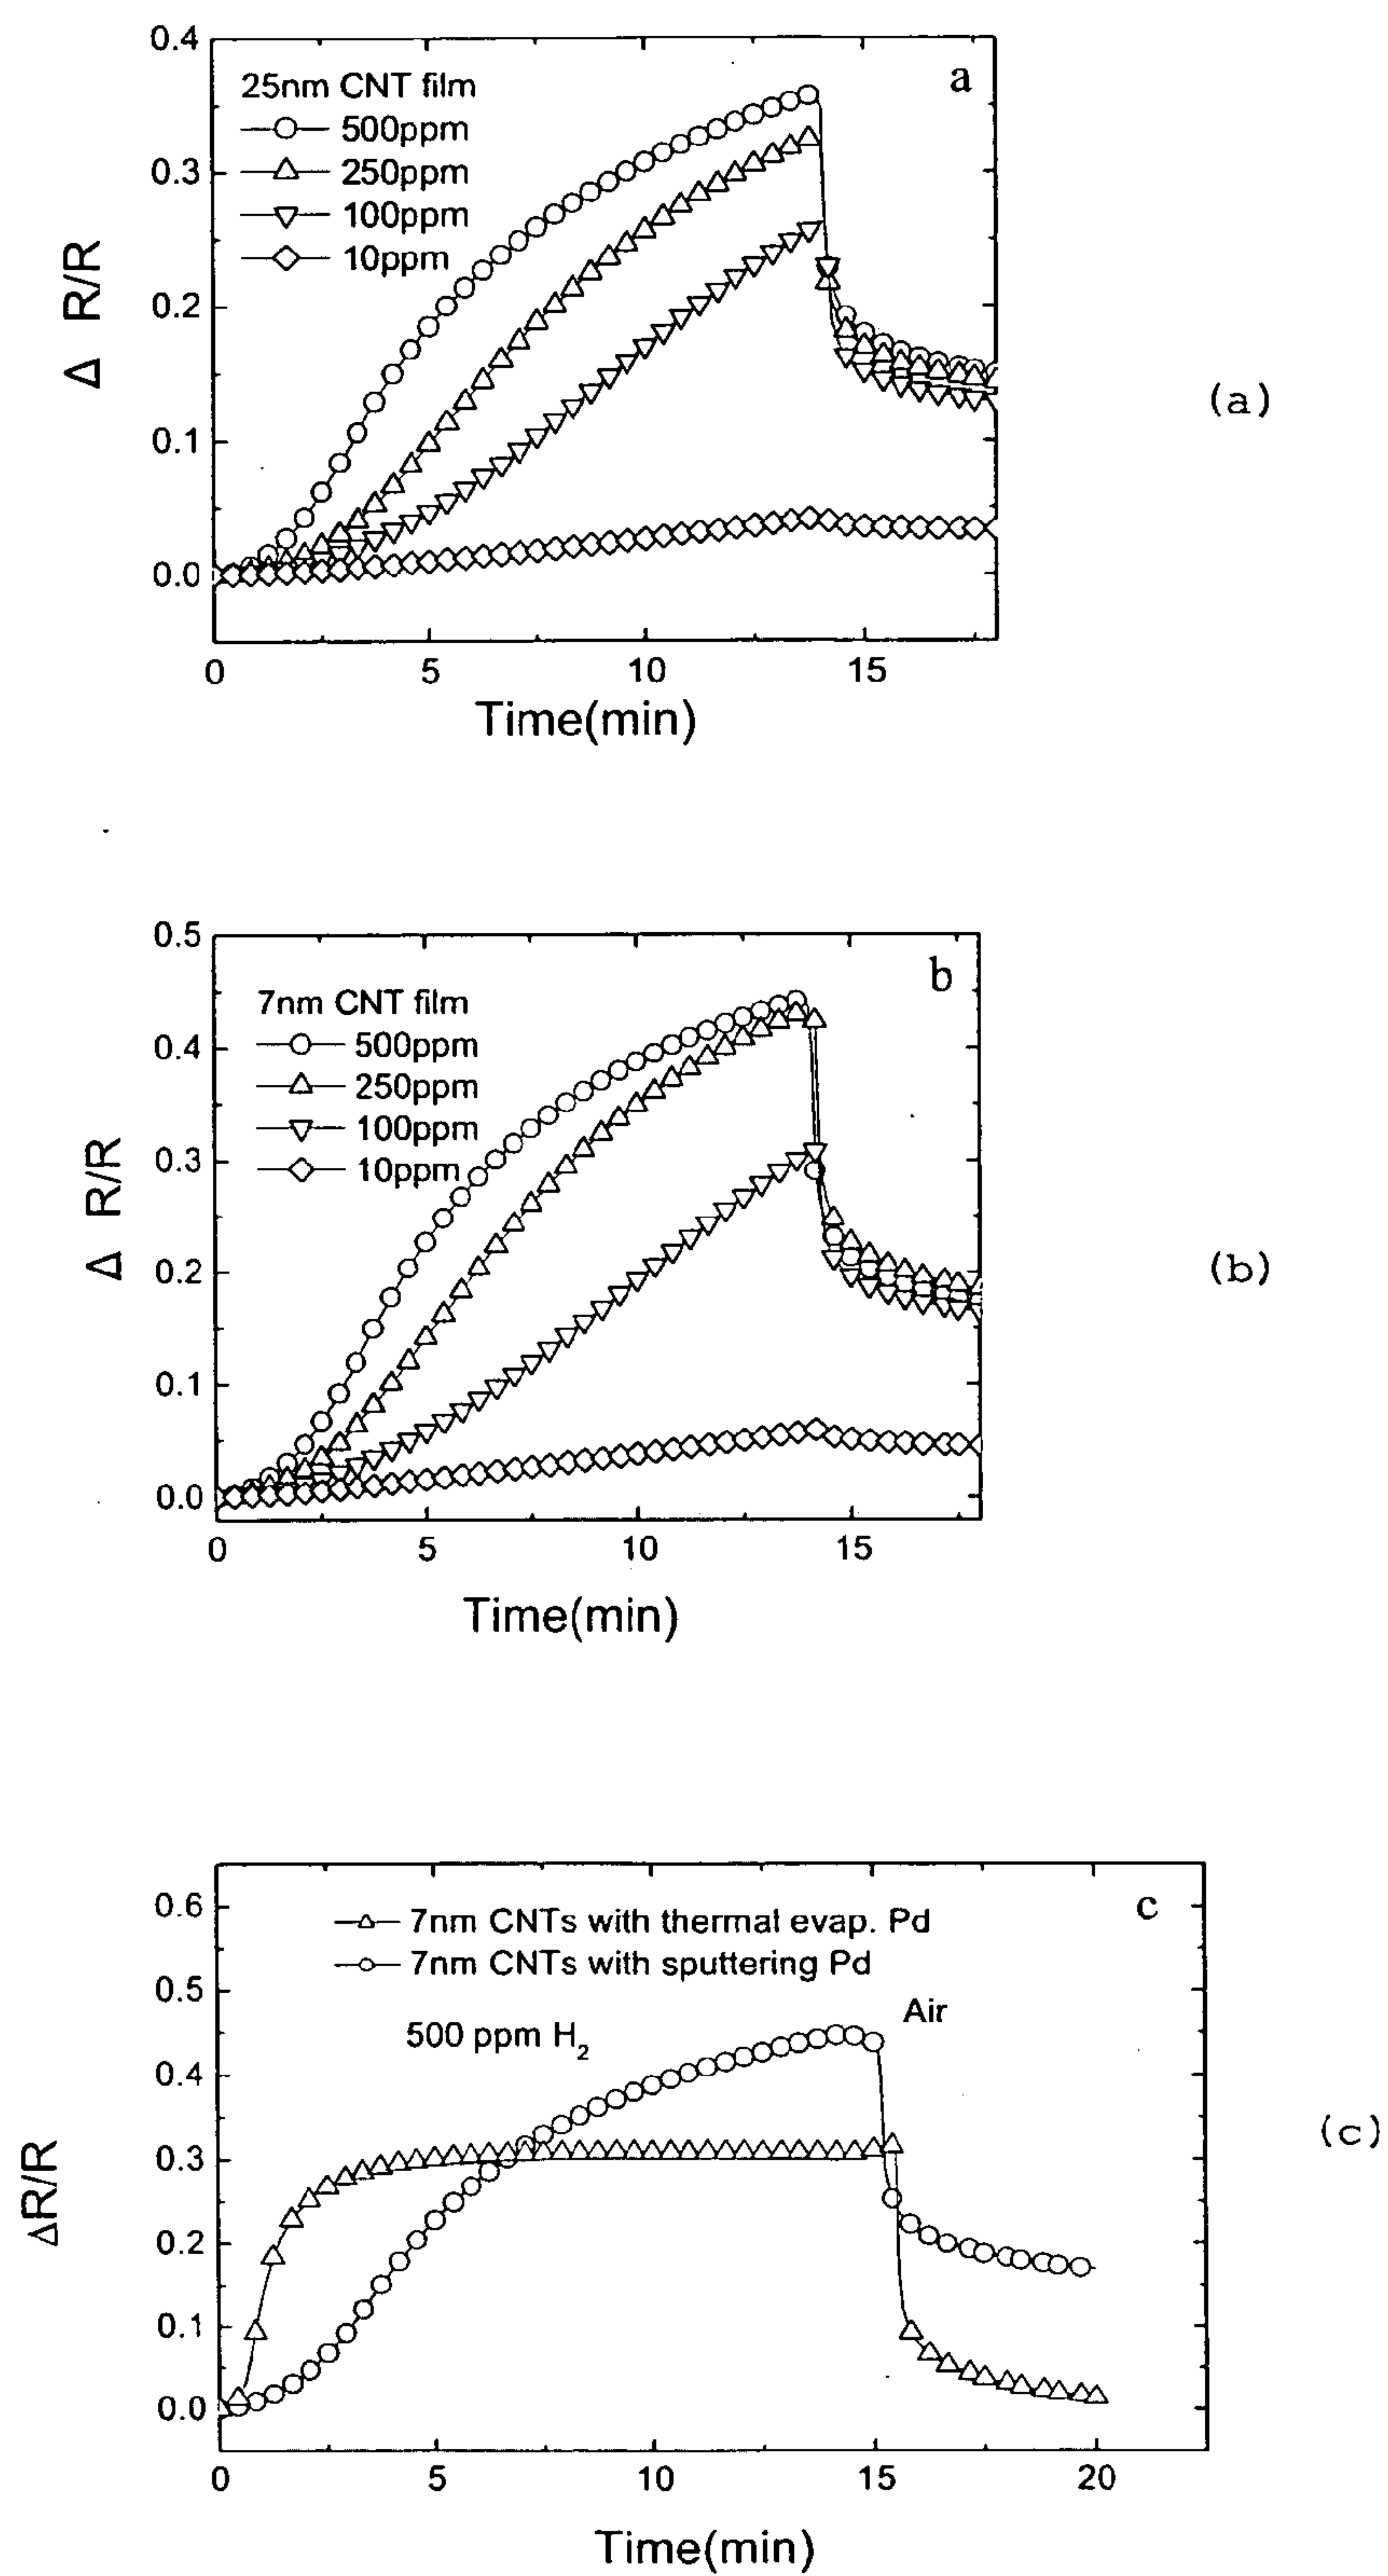 0.4
0.3
0.2
0.1
0.0
Δ R/R
25nm CNT film
500ppm
250ppm
100ppm
10ppm
a
(a)
0 5 10 15
Time(min)
0.5
0.4
0.3
0.2
0.1
0.0
Δ R/R
7nm CNT film
500ppm
250ppm
100ppm
10ppm
b
(b)
0 5 10 15
Time(min)
0.6
0.5
0.4
0.3
0.2
0.1
0.0
ΔR/R
7nm CNTs with thermal evap. Pd
7nm CNTs with sputtering Pd
500 ppm H2
Air
c
(c)
0 5 10 15 20
Time(min)